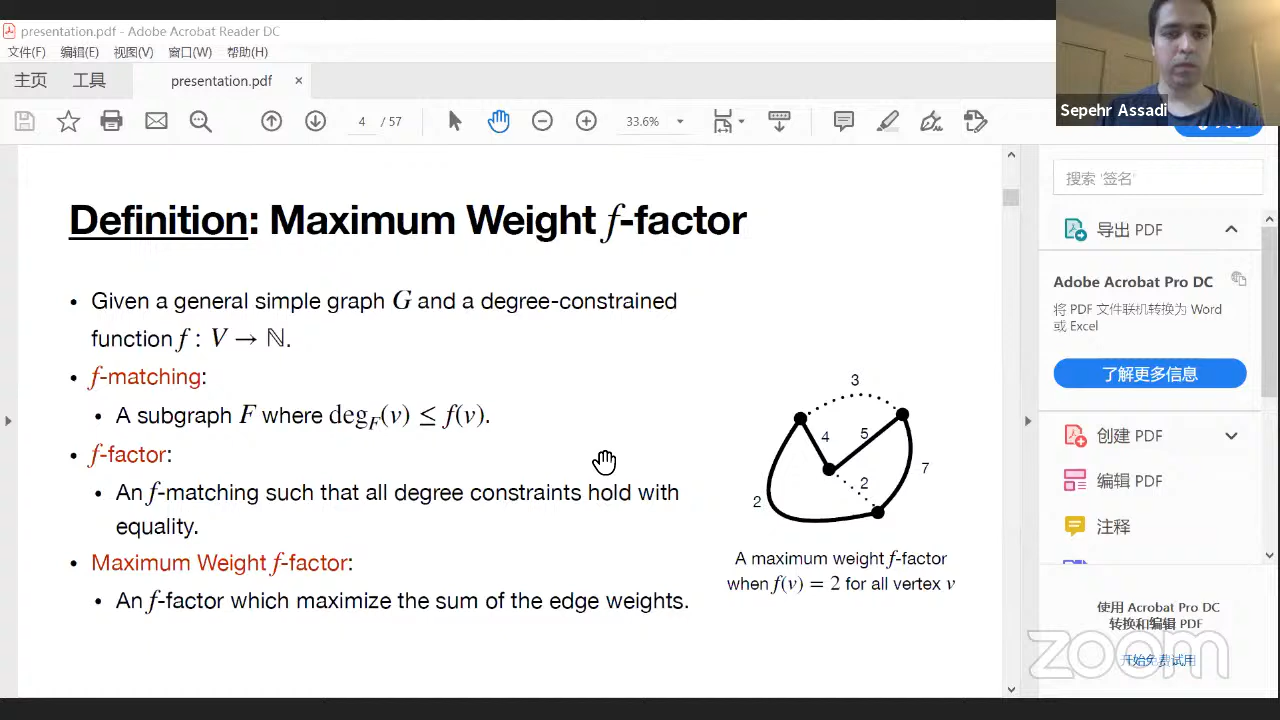 presentation.pdf - Adobe Acrobat Reader DC
文件(F) 编辑(E) 视图(V) 窗口(W) 帮助(H)
主页 工具 presentation.pdf ×
4 / 57 33.6%
Sepehr Assadi
Definition: Maximum Weight f-factor
• Given a general simple graph G and a degree-constrained
function f : V → ℕ.
• f-matching:
• A subgraph F where deg_F(v) ≤ f(v).
• f-factor:
• An f-matching such that all degree constraints hold with
equality.
• Maximum Weight f-factor:
• An f-factor which maximize the sum of the edge weights.
3
4
5
7
2
2
A maximum weight f-factor
when f(v) = 2 for all vertex v
搜索 '签名'
导出 PDF
Adobe Acrobat Pro DC
将 PDF 文件联机转换为 Word
或 Excel
了解更多信息
创建 PDF
编辑 PDF
注释
使用 Acrobat Pro DC
转换和编辑 PDF
开始免费试用
zoom